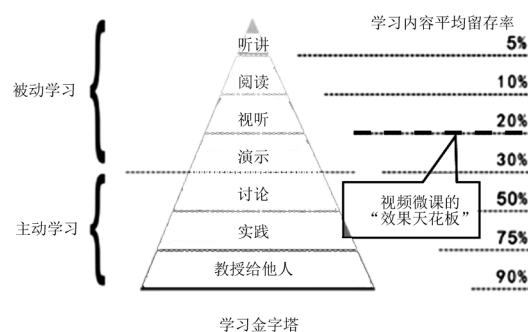 学习内容平均留存率
听讲
5%
阅读
10%
被动学习
视听
20%
演示
30%
讨论
视频微课的
“效果天花板”
50%
主动学习
实践
75%
教授给他人
90%
学习金字塔